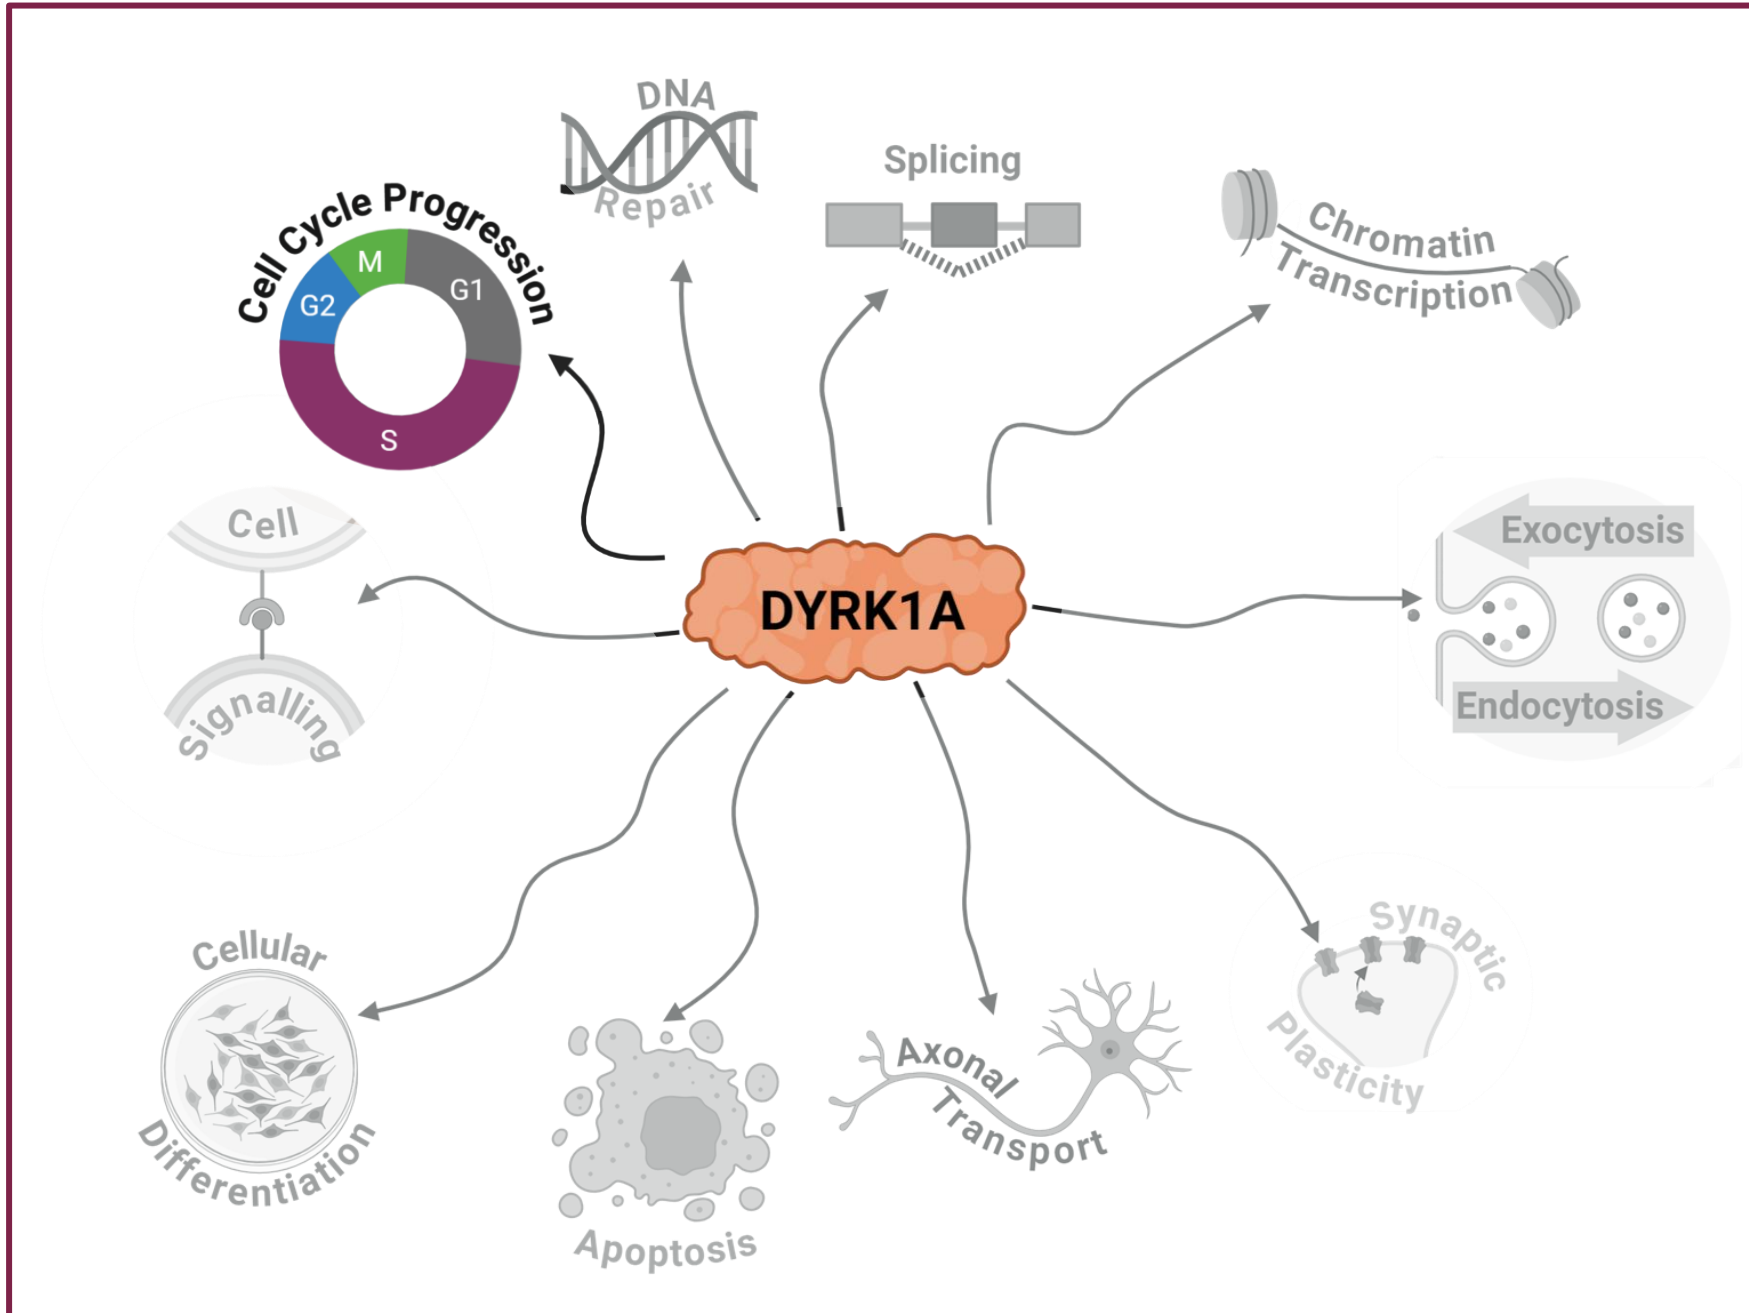 DNA
Repair
Splicing
Chromatin
Transcription
Cell Cycle Progression
M
G1
G2
S
Cell
Signalling
DYRK1A
Exocytosis
Endocytosis
Cellular
Differentiation
Apoptosis
Axonal
Transport
Synaptic
Plasticity